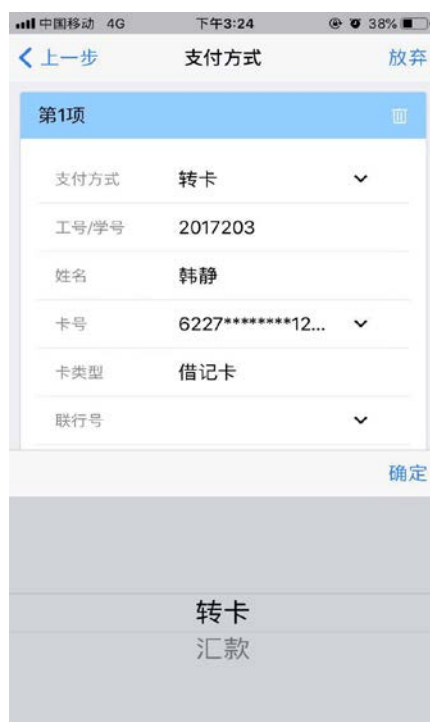 中国移动 4G 下午3:24 38%
上一步 支付方式 放弃
第1项
支付方式 转卡
工号/学号 2017203
姓名 韩静
卡号 6227********12...
卡类型 借记卡
联行号
确定
转卡
汇款